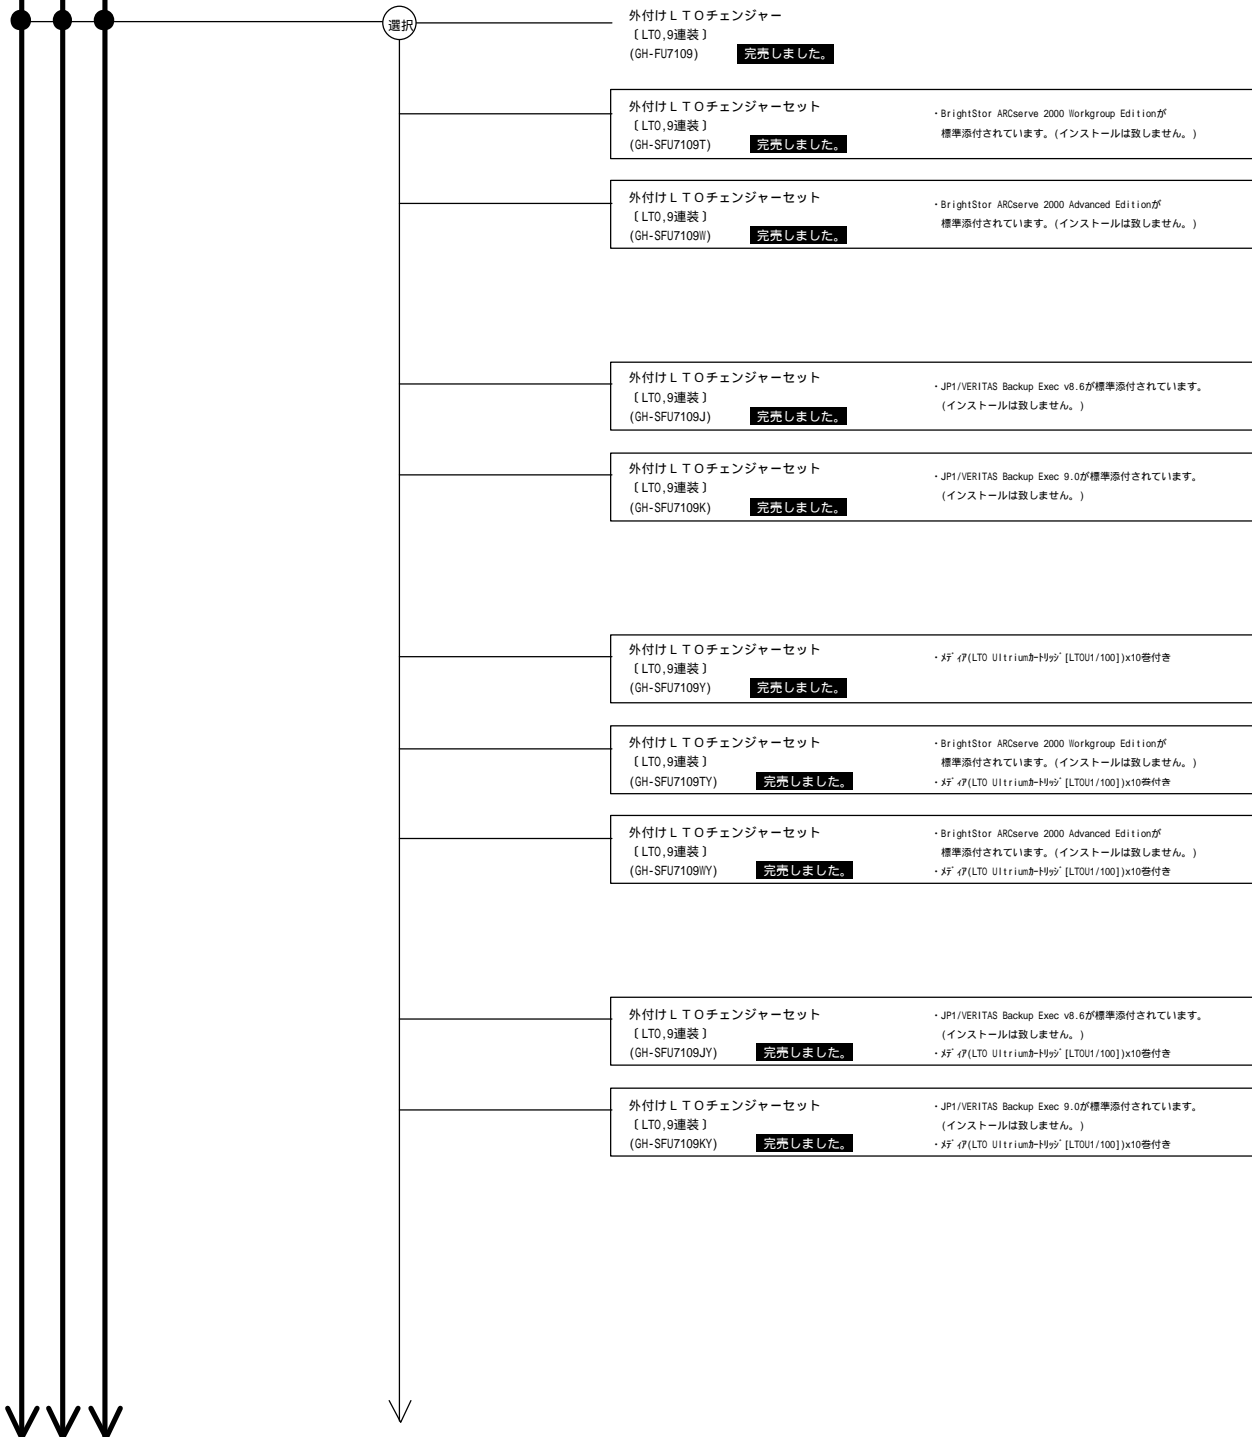 選択
外付けＬＴＯチェンジャー
〔LTO,9連装〕
(GH-FU7109) 完売しました。
外付けＬＴＯチェンジャーセット
〔LTO,9連装〕
(GH-SFU7109T) 完売しました。
・BrightStor ARCserve 2000 Workgroup Editionが
標準添付されています。(インストールは致しません。)
外付けＬＴＯチェンジャーセット
〔LTO,9連装〕
(GH-SFU7109W) 完売しました。
・BrightStor ARCserve 2000 Advanced Editionが
標準添付されています。(インストールは致しません。)
外付けＬＴＯチェンジャーセット
〔LTO,9連装〕
(GH-SFU7109J) 完売しました。
・JP1/VERITAS Backup Exec v8.6が標準添付されています。
(インストールは致しません。)
外付けＬＴＯチェンジャーセット
〔LTO,9連装〕
(GH-SFU7109K) 完売しました。
・JP1/VERITAS Backup Exec 9.0が標準添付されています。
(インストールは致しません。)
外付けＬＴＯチェンジャーセット
〔LTO,9連装〕
(GH-SFU7109Y) 完売しました。
・ﾒﾃﾞｨｱ(LTO Ultriumｶｰﾄﾘｯｼﾞ[LTOU1/100])x10巻付き
外付けＬＴＯチェンジャーセット
〔LTO,9連装〕
(GH-SFU7109TY) 完売しました。
・BrightStor ARCserve 2000 Workgroup Editionが
標準添付されています。(インストールは致しません。)
・ﾒﾃﾞｨｱ(LTO Ultriumｶｰﾄﾘｯｼﾞ[LTOU1/100])x10巻付き
外付けＬＴＯチェンジャーセット
〔LTO,9連装〕
(GH-SFU7109WY) 完売しました。
・BrightStor ARCserve 2000 Advanced Editionが
標準添付されています。(インストールは致しません。)
・ﾒﾃﾞｨｱ(LTO Ultriumｶｰﾄﾘｯｼﾞ[LTOU1/100])x10巻付き
外付けＬＴＯチェンジャーセット
〔LTO,9連装〕
(GH-SFU7109JY) 完売しました。
・JP1/VERITAS Backup Exec v8.6が標準添付されています。
(インストールは致しません。)
・ﾒﾃﾞｨｱ(LTO Ultriumｶｰﾄﾘｯｼﾞ[LTOU1/100])x10巻付き
外付けＬＴＯチェンジャーセット
〔LTO,9連装〕
(GH-SFU7109KY) 完売しました。
・JP1/VERITAS Backup Exec 9.0が標準添付されています。
(インストールは致しません。)
・ﾒﾃﾞｨｱ(LTO Ultriumｶｰﾄﾘｯｼﾞ[LTOU1/100])x10巻付き